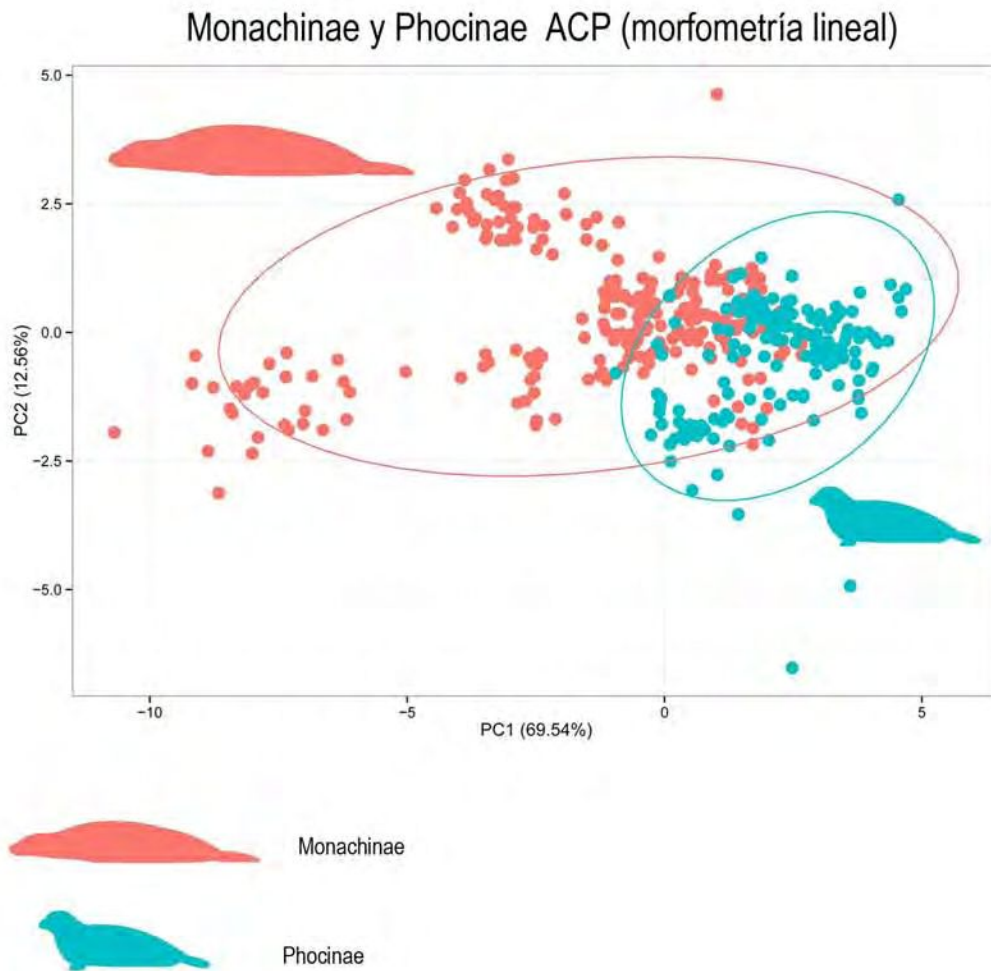 Monachinae y Phocinae ACP (morfometría lineal)
5.0
2.5
0.0
−2.5
−5.0
PC2 (12.56%)
−10
−5
0
5
PC1 (69.54%)
Monachinae
Phocinae